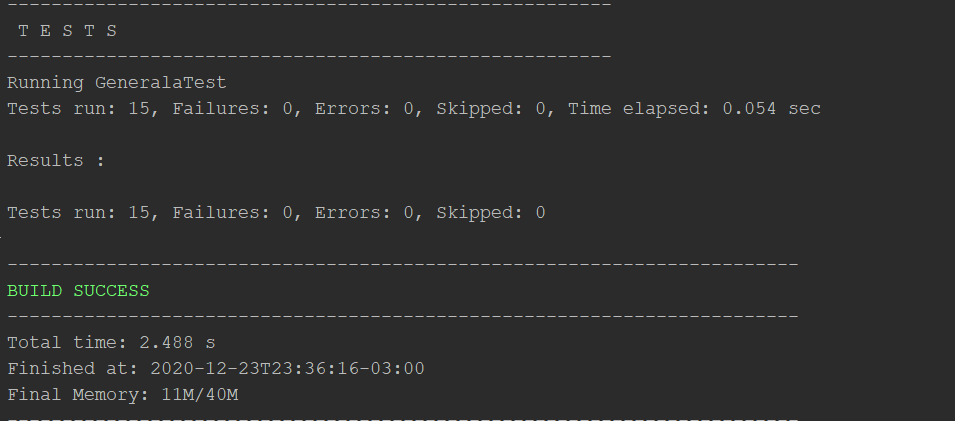 -------------------------------------------------------
 T E S T S
-------------------------------------------------------
Running GeneralaTest
Tests run: 15, Failures: 0, Errors: 0, Skipped: 0, Time elapsed: 0.054 sec

Results :

Tests run: 15, Failures: 0, Errors: 0, Skipped: 0

------------------------------------------------------------------------
BUILD SUCCESS
------------------------------------------------------------------------
Total time: 2.488 s
Finished at: 2020-12-23T23:36:16-03:00
Final Memory: 11M/40M
------------------------------------------------------------------------